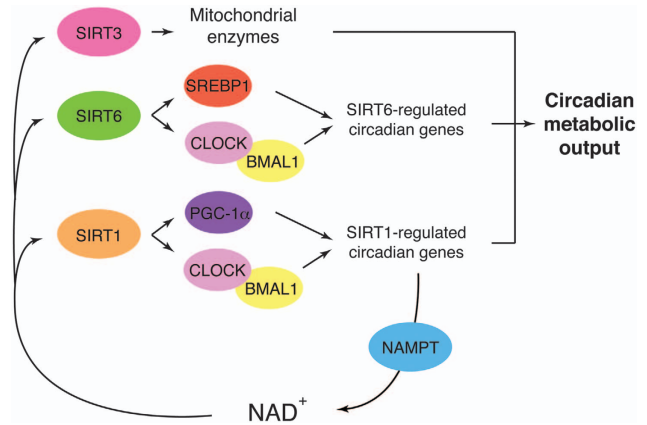 SIRT3
Mitochondrial
enzymes
SIRT6
SREBP1
CLOCK
BMAL1
SIRT6-regulated
circadian genes
Circadian
metabolic
output
SIRT1
PGC-1α
CLOCK
BMAL1
SIRT1-regulated
circadian genes
NAMPT
NAD+